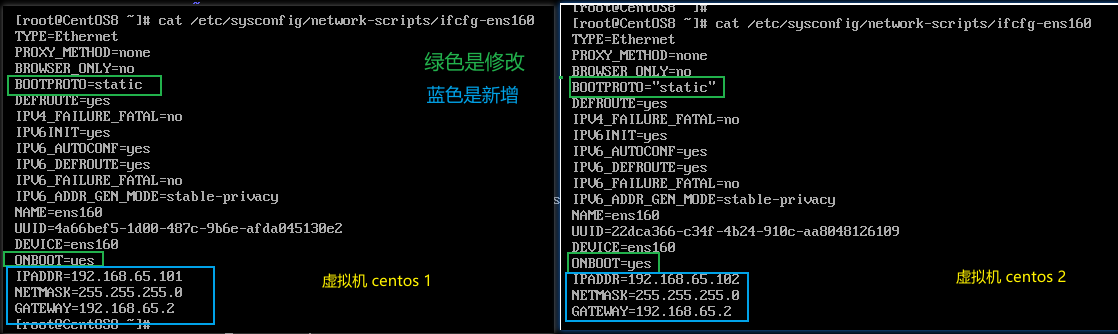 [root@CentOS8 ~]# cat /etc/sysconfig/network-scripts/ifcfg-ens160
TYPE=Ethernet
PROXY_METHOD=none
BROWSER_ONLY=no
BOOTPROTO=static
DEFROUTE=yes
IPV4_FAILURE_FATAL=no
IPV6INIT=yes
IPV6_AUTOCONF=yes
IPV6_DEFROUTE=yes
IPV6_FAILURE_FATAL=no
IPV6_ADDR_GEN_MODE=stable-privacy
NAME=ens160
UUID=4a66bef5-1d00-487c-9b6e-afda045130e2
DEVICE=ens160
ONBOOT=yes
IPADDR=192.168.65.101
NETMASK=255.255.255.0
GATEWAY=192.168.65.2
[root@CentOS8 ~]#
绿色是修改
蓝色是新增
虚拟机 centos 1
[root@CentOS8 ~]#
[root@CentOS8 ~]# cat /etc/sysconfig/network-scripts/ifcfg-ens160
TYPE=Ethernet
PROXY_METHOD=none
BROWSER_ONLY=no
BOOTPROTO="static"
DEFROUTE=yes
IPV4_FAILURE_FATAL=no
IPV6INIT=yes
IPV6_AUTOCONF=yes
IPV6_DEFROUTE=yes
IPV6_FAILURE_FATAL=no
IPV6_ADDR_GEN_MODE=stable-privacy
NAME=ens160
UUID=22dca366-c34f-4b24-910c-aa8048126109
DEVICE=ens160
ONBOOT=yes
IPADDR=192.168.65.102
NETMASK=255.255.255.0
GATEWAY=192.168.65.2
虚拟机 centos 2